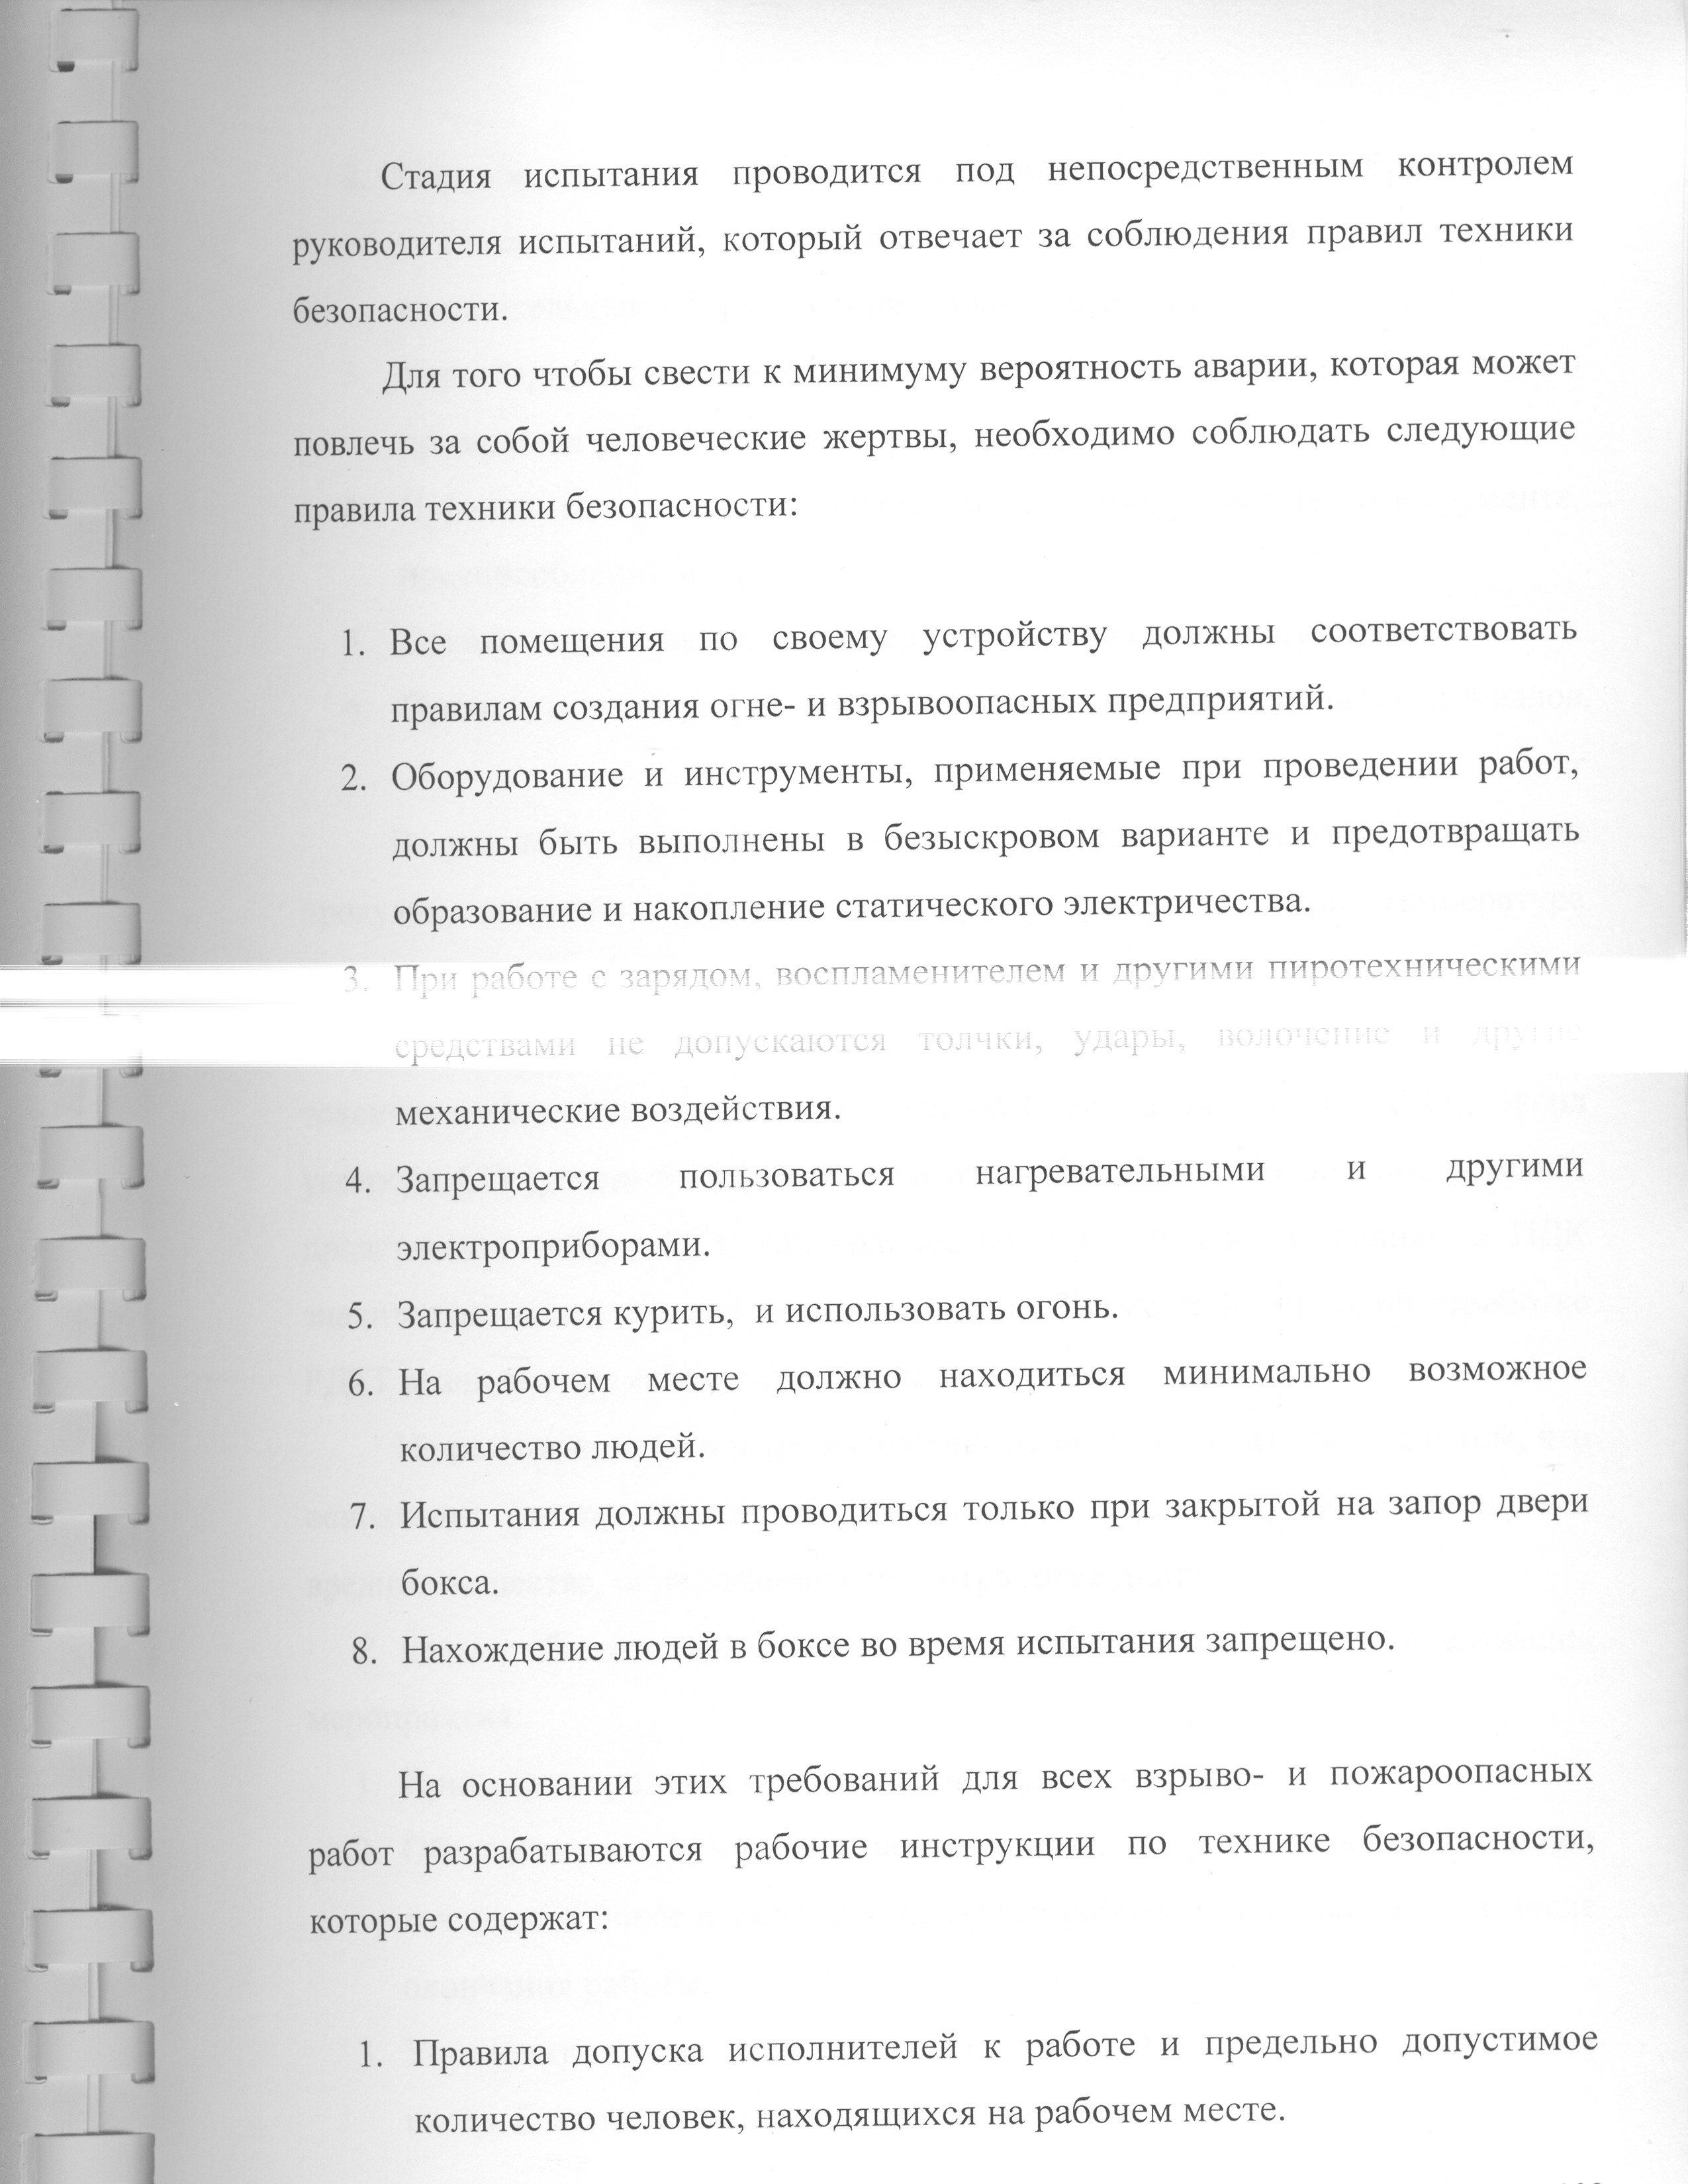 Стадия испытания проводится под непосредственным контролем
руководителя испытаний, который отвечает за соблюдения правил техники
безопасности.
Для того чтобы свести к минимуму вероятность аварии, которая может
повлечь за собой человеческие жертвы, необходимо соблюдать следующие
правила техники безопасности:
1. Все помещения по своему устройству должны соответствовать
правилам создания огне- и взрывоопасных предприятий.
2. Оборудование и инструменты, применяемые при проведении работ,
должны быть выполнены в безыскровом варианте и предотвращать
образование и накопление статического электричества.
3. При работе с зарядом, воспламенителем и другими пиротехническими
средствами не допускаются толчки, удары, волочение и другие
механические воздействия.
4. Запрещается пользоваться нагревательными и другими
электроприборами.
5. Запрещается курить, и использовать огонь.
6. На рабочем месте должно находиться минимально возможное
количество людей.
7. Испытания должны проводиться только при закрытой на запор двери
бокса.
8. Нахождение людей в боксе во время испытания запрещено.
На основании этих требований для всех взрыво- и пожароопасных
работ разрабатываются рабочие инструкции по технике безопасности,
которые содержат:
1. Правила допуска исполнителей к работе и предельно допустимое
количество человек, находящихся на рабочем месте.